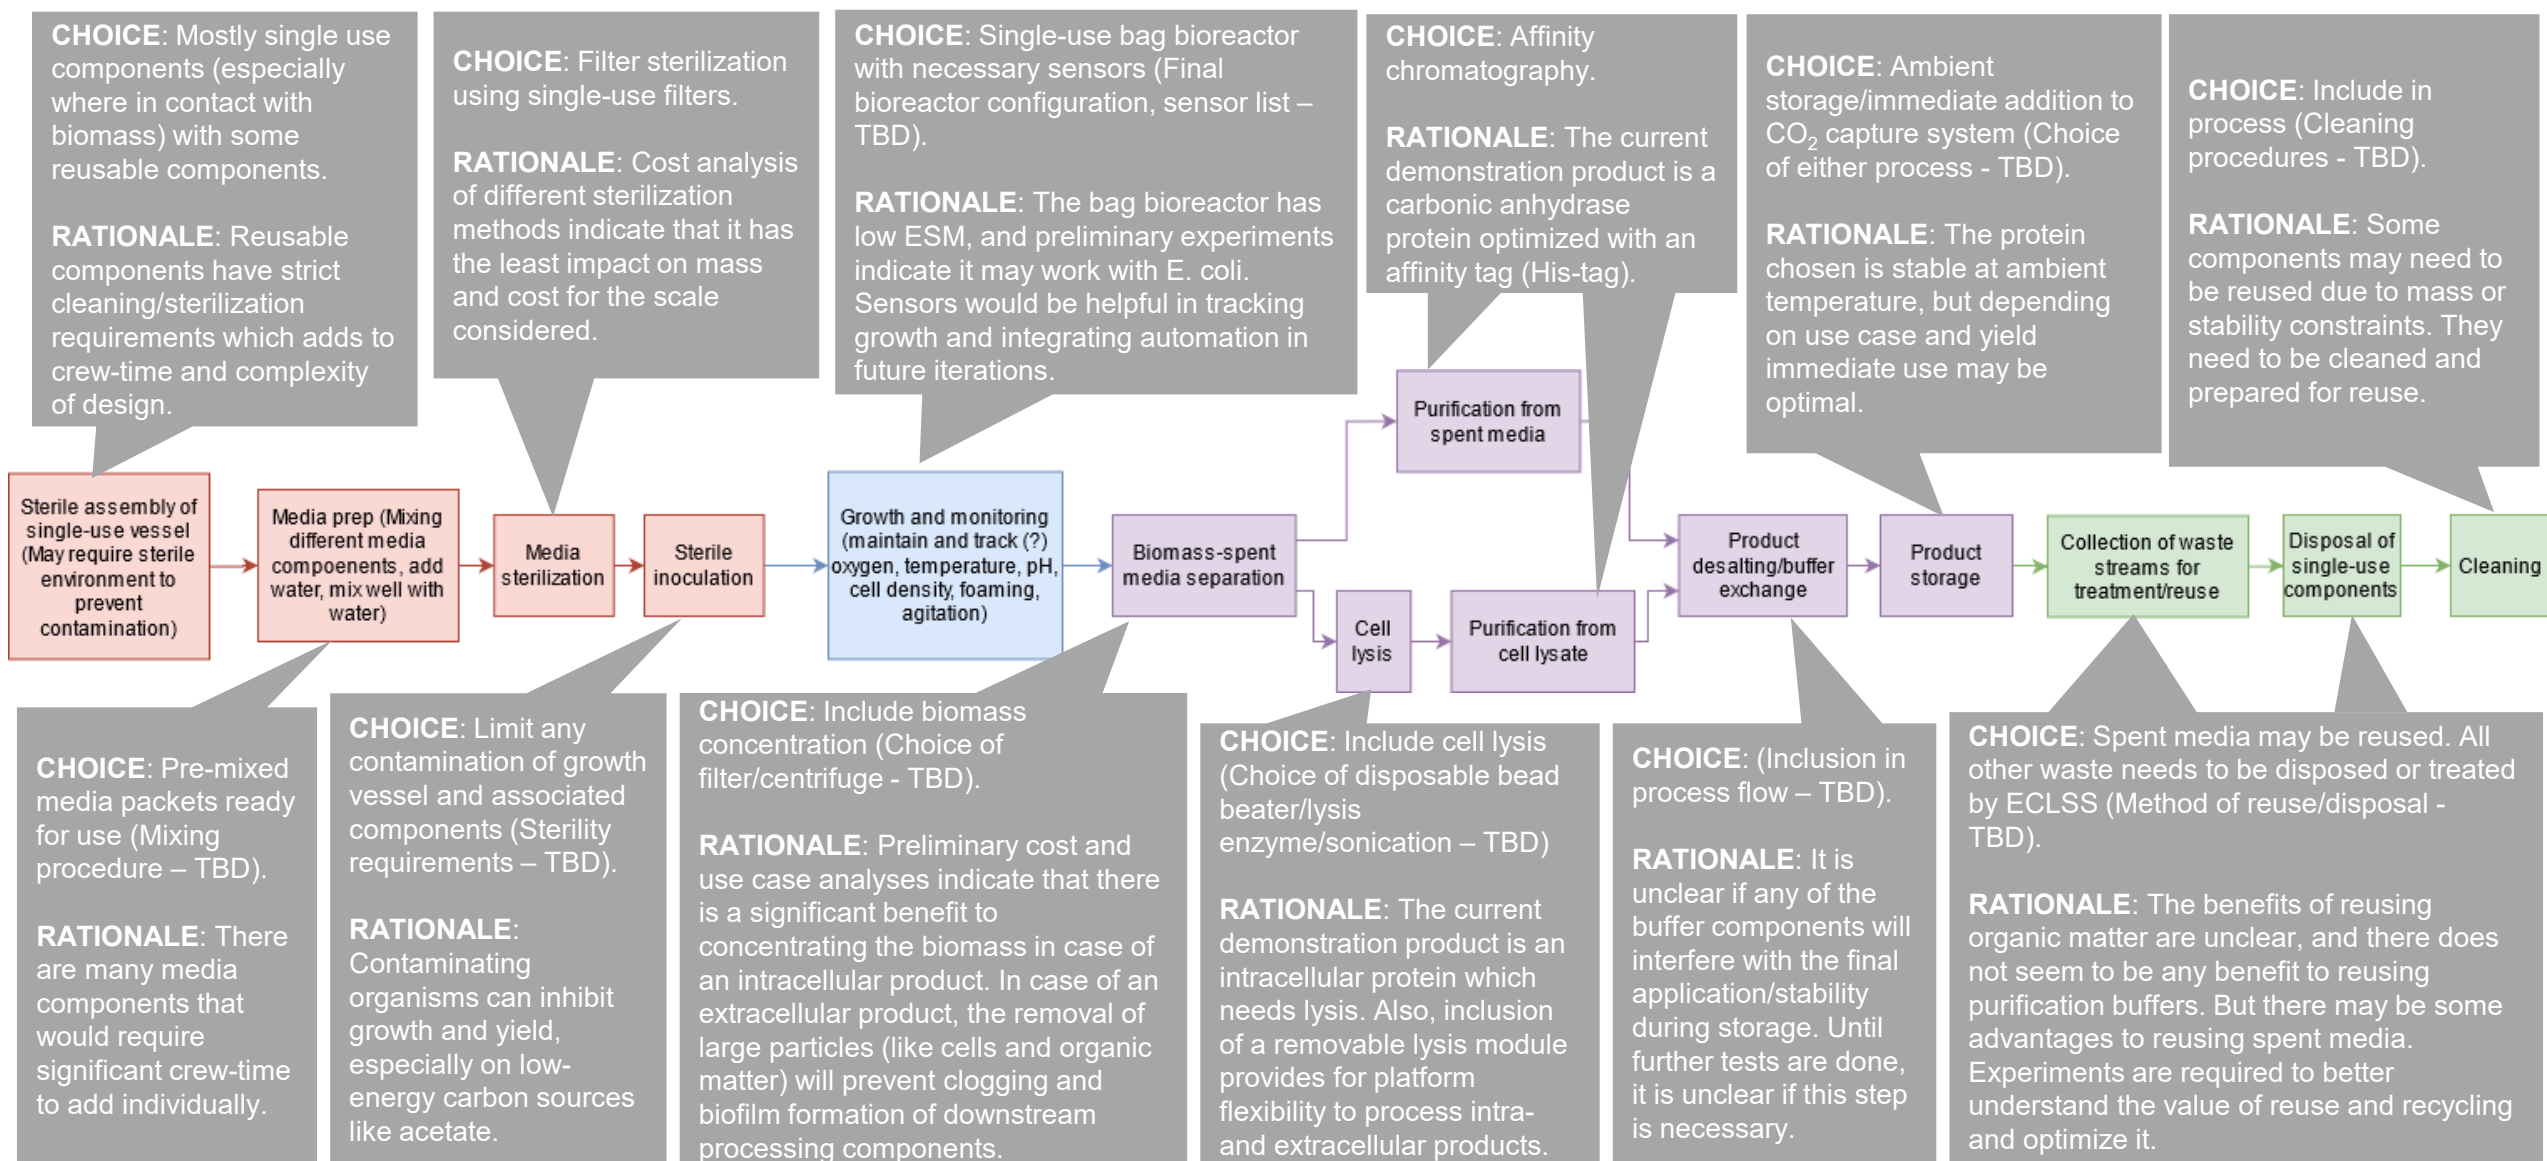 CHOICE: Mostly single use
components (especially
where in contact with
biomass) with some
reusable components.
RATIONALE: Reusable
components have strict
cleaning/sterilization
requirements which adds to
crew-time and complexity
of design.
CHOICE: Filter sterilization
using single-use filters.
RATIONALE: Cost analysis
of different sterilization
methods indicate that it has
the least impact on mass
and cost for the scale
considered.
CHOICE: Single-use bag bioreactor
with necessary sensors (Final
bioreactor configuration, sensor list –
TBD).
RATIONALE: The bag bioreactor has
low ESM, and preliminary experiments
indicate it may work with E. coli.
Sensors would be helpful in tracking
growth and integrating automation in
future iterations.
CHOICE: Affinity
chromatography.
RATIONALE: The current
demonstration product is a
carbonic anhydrase
protein optimized with an
affinity tag (His-tag).
CHOICE: Ambient
storage/immediate addition to
CO2 capture system (Choice
of either process - TBD).
RATIONALE: The protein
chosen is stable at ambient
temperature, but depending
on use case and yield
immediate use may be
optimal.
CHOICE: Include in
process (Cleaning
procedures - TBD).
RATIONALE: Some
components may need to
be reused due to mass or
stability constraints. They
need to be cleaned and
prepared for reuse.
Sterile assembly of
single-use vessel
(May require sterile
environment to
prevent
contamination)
Media prep (Mixing
different media
compoenents, add
water, mix well with
water)
Media
sterilization
Sterile
inoculation
Growth and monitoring
(maintain and track (?)
oxygen, temperature, pH,
cell density, foaming,
agitation)
Biomass-spent
media separation
Purification from
spent media
Cell
lysis
Purification from
cell lysate
Product
desalting/buffer
exchange
Product
storage
Collection of waste
streams for
treatment/reuse
Disposal of
single-use
components
Cleaning
CHOICE: Pre-mixed
media packets ready
for use (Mixing
procedure – TBD).
RATIONALE: There
are many media
components that
would require
significant crew-time
to add individually.
CHOICE: Limit any
contamination of growth
vessel and associated
components (Sterility
requirements – TBD).
RATIONALE:
Contaminating
organisms can inhibit
growth and yield,
especially on low-
energy carbon sources
like acetate.
CHOICE: Include biomass
concentration (Choice of
filter/centrifuge - TBD).
RATIONALE: Preliminary cost and
use case analyses indicate that there
is a significant benefit to
concentrating the biomass in case of
an intracellular product. In case of an
extracellular product, the removal of
large particles (like cells and organic
matter) will prevent clogging and
biofilm formation of downstream
processing components.
CHOICE: Include cell lysis
(Choice of disposable bead
beater/lysis
enzyme/sonication – TBD)
RATIONALE: The current
demonstration product is an
intracellular protein which
needs lysis. Also, inclusion
of a removable lysis module
provides for platform
flexibility to process intra-
and extracellular products.
CHOICE: (Inclusion in
process flow – TBD).
RATIONALE: It is
unclear if any of the
buffer components will
interfere with the final
application/stability
during storage. Until
further tests are done,
it is unclear if this step
is necessary.
CHOICE: Spent media may be reused. All
other waste needs to be disposed or treated
by ECLSS (Method of reuse/disposal -
TBD).
RATIONALE: The benefits of reusing
organic matter are unclear, and there does
not seem to be any benefit to reusing
purification buffers. But there may be some
advantages to reusing spent media.
Experiments are required to better
understand the value of reuse and recycling
and optimize it.